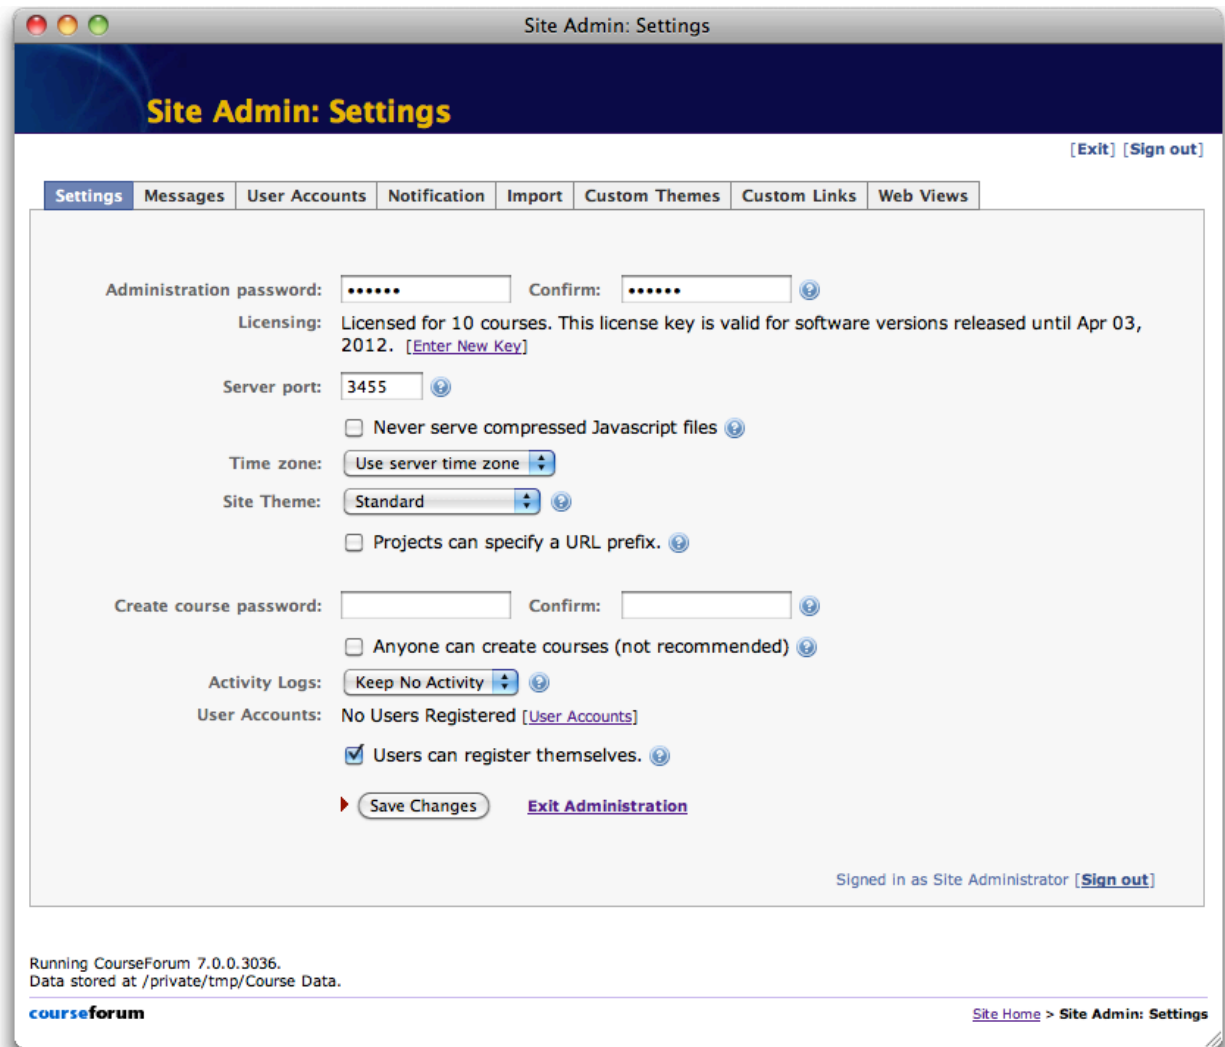 Site Admin: Settings
Site Admin: Settings
[Exit] [Sign out]
Settings Messages User Accounts Notification Import Custom Themes Custom Links Web Views
Administration password: •••••• Confirm: ••••••
Licensing: Licensed for 10 courses. This license key is valid for software versions released until Apr 03,
2012. [Enter New Key]
Server port: 3455
Never serve compressed Javascript files
Time zone: Use server time zone
Site Theme: Standard
Projects can specify a URL prefix.
Create course password: Confirm:
Anyone can create courses (not recommended)
Activity Logs: Keep No Activity
User Accounts: No Users Registered [User Accounts]
Users can register themselves.
Save Changes Exit Administration
Signed in as Site Administrator [Sign out]
Running CourseForum 7.0.0.3036.
Data stored at /private/tmp/Course Data.
courseforum Site Home > Site Admin: Settings